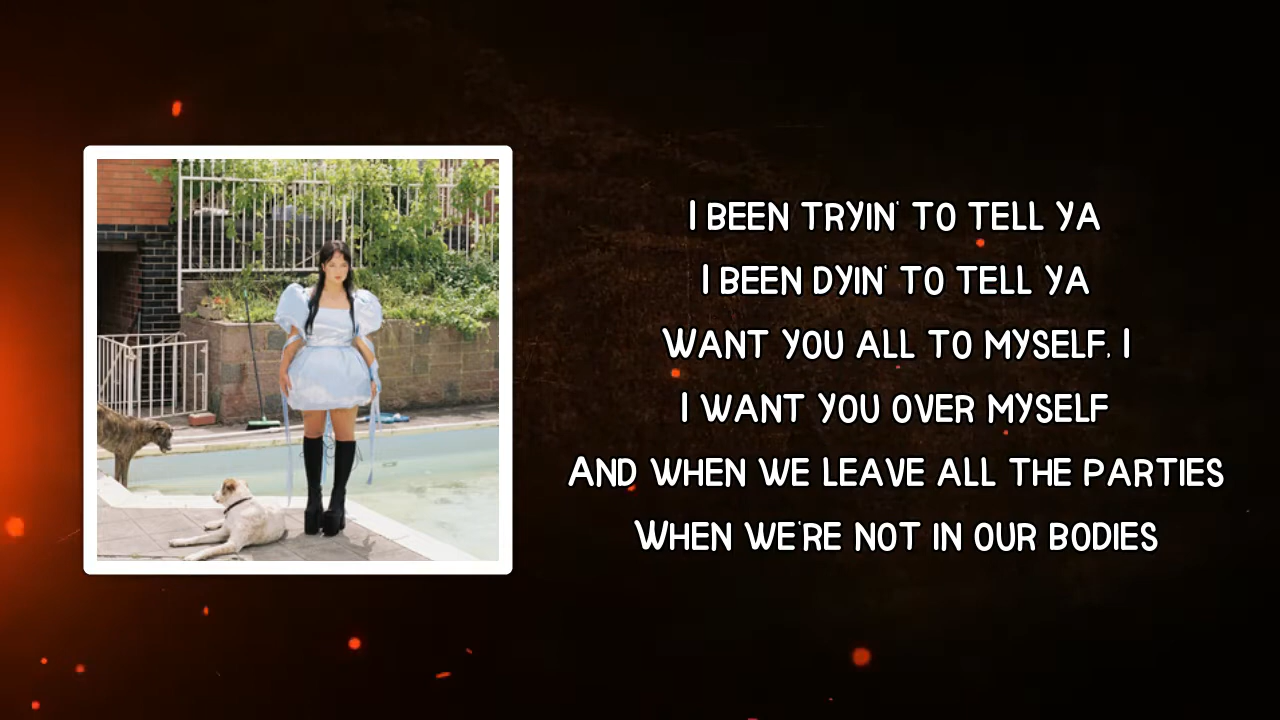 I BEEN TRYIN' TO TELL YA
I BEEN DYIN' TO TELL YA
WANT YOU ALL TO MYSELF, I
I WANT YOU OVER MYSELF
AND WHEN WE LEAVE ALL THE PARTIES
WHEN WE'RE NOT IN OUR BODIES